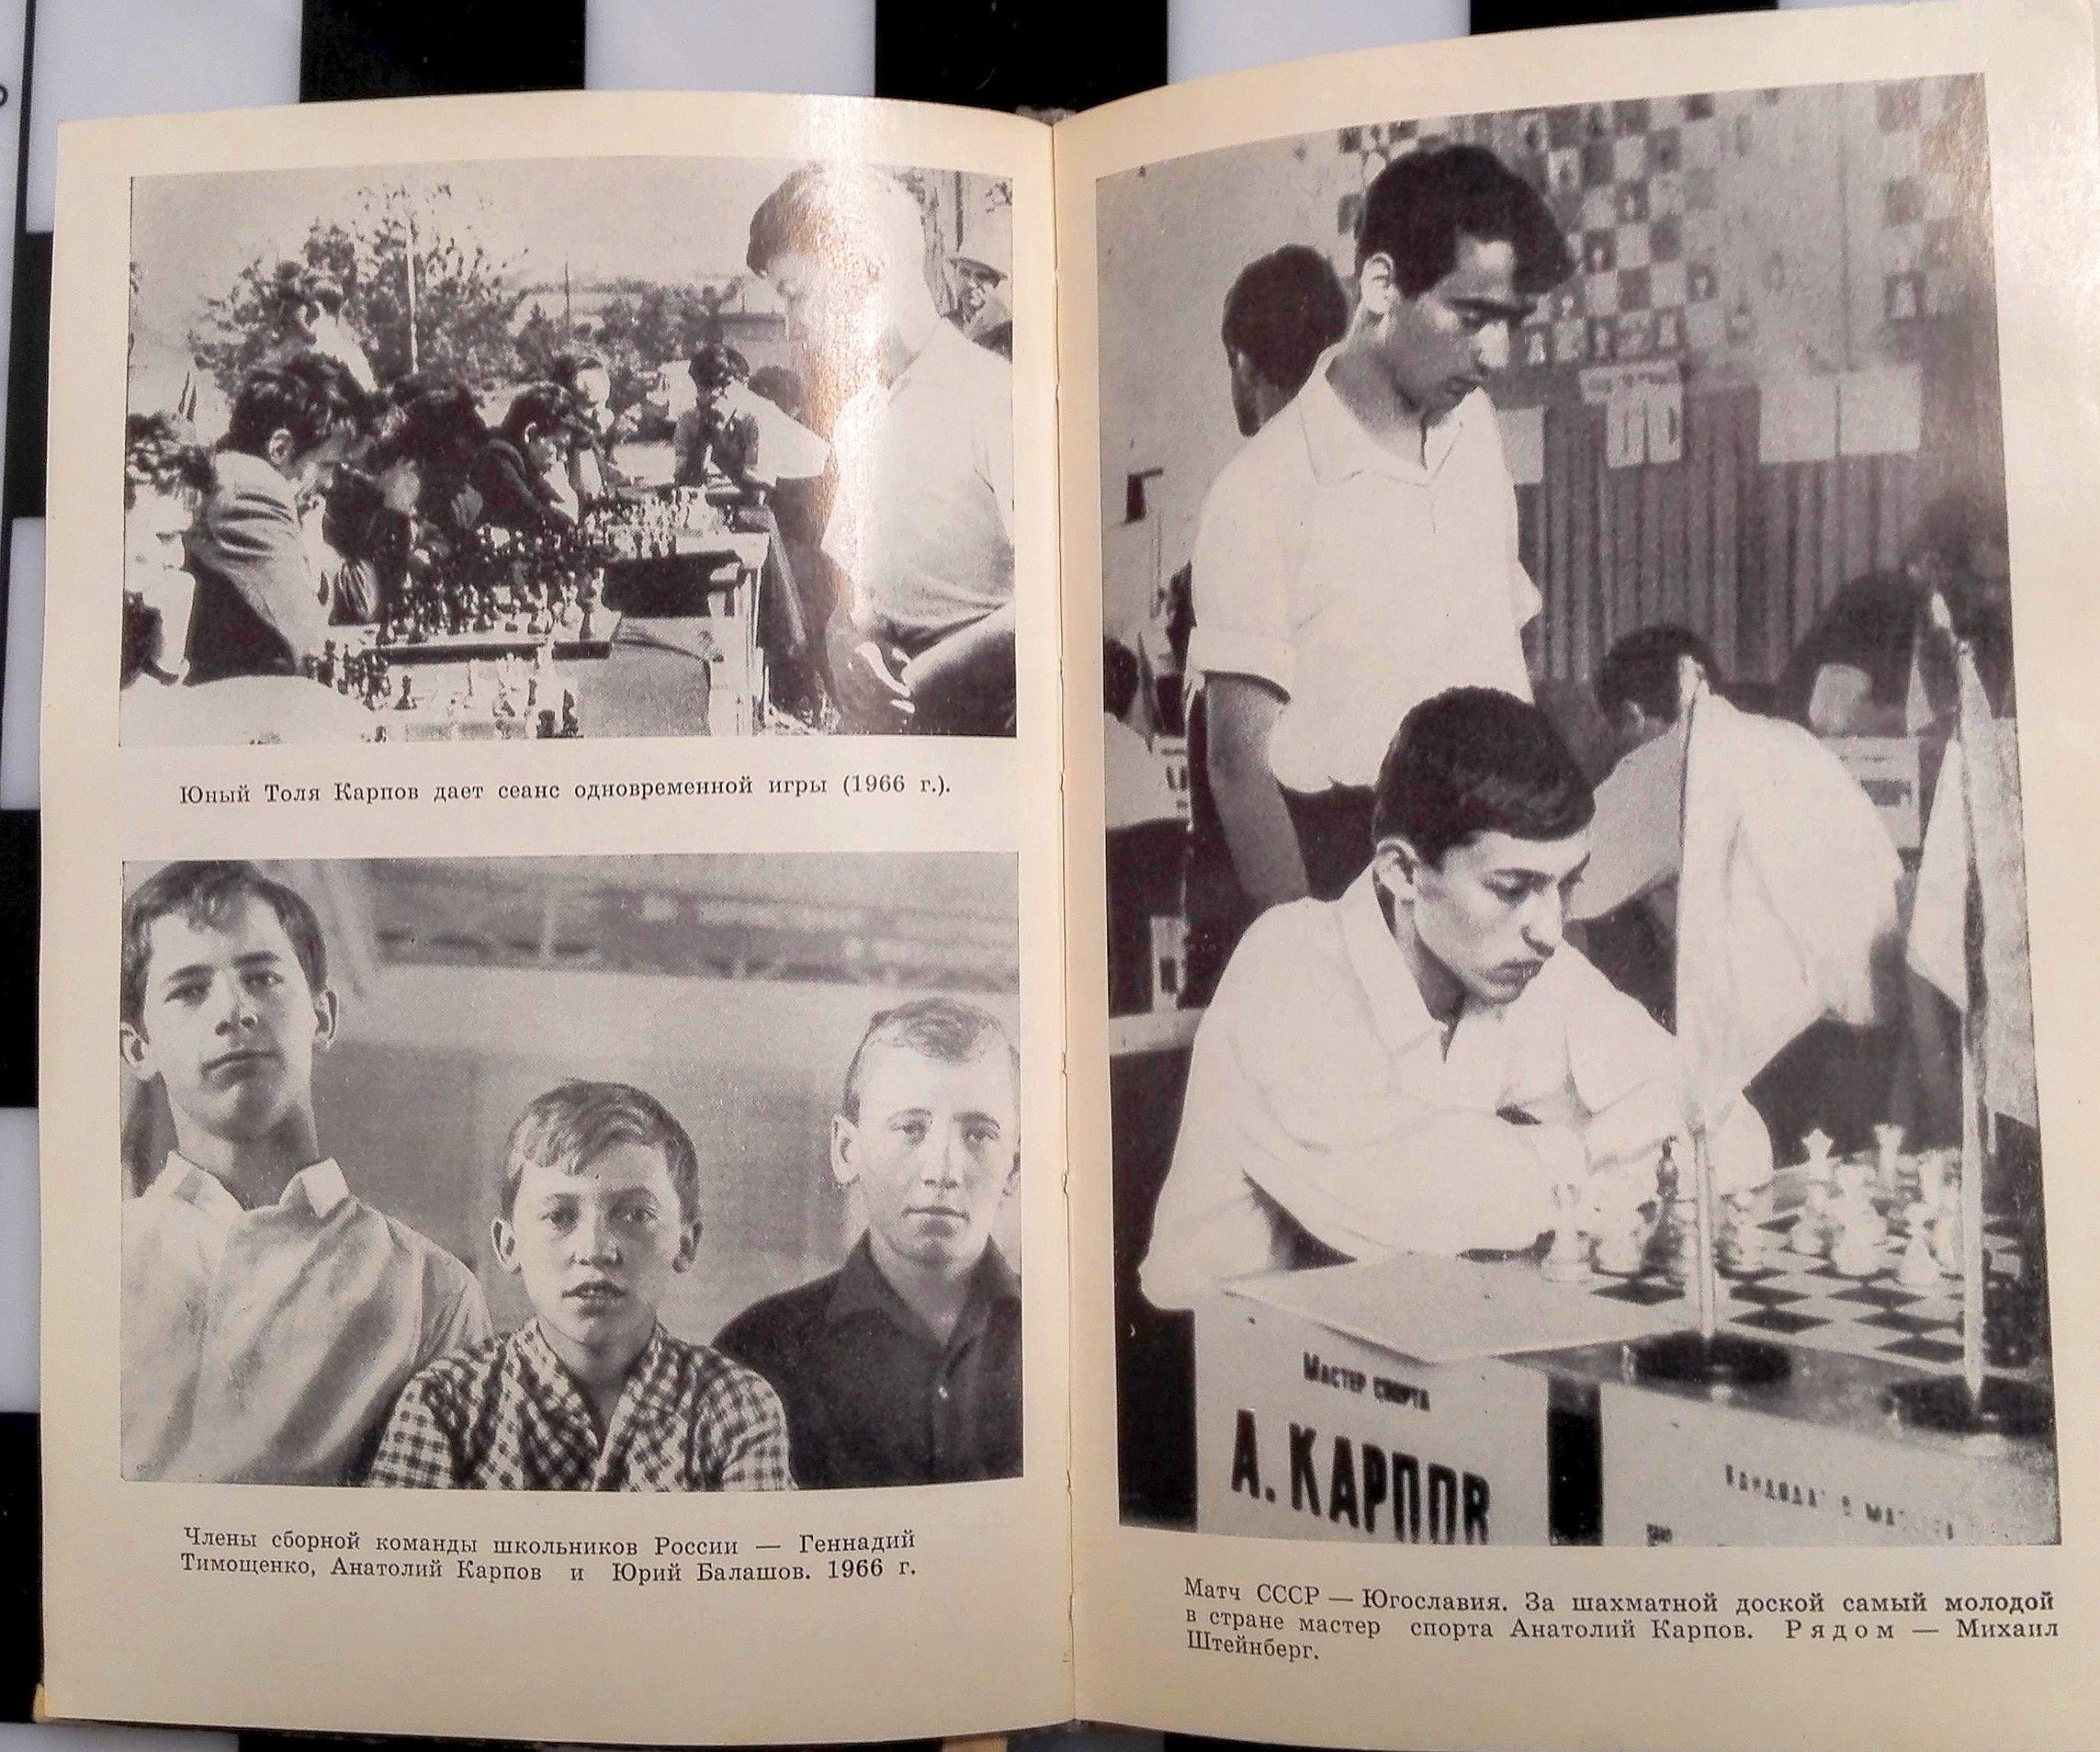 Юный Толя Карпов дает сеанс одновременной игры (1966 г.).
Члены сборной команды школьников России — Геннадий
Тимощенко, Анатолий Карпов и Юрий Балашов. 1966 г.
Мастер спорта
А. КАРПОВ
Матч СССР — Югославия. За шахматной доской самый молодой
в стране мастер спорта Анатолий Карпов. Рядом — Михаил
Штейнберг.